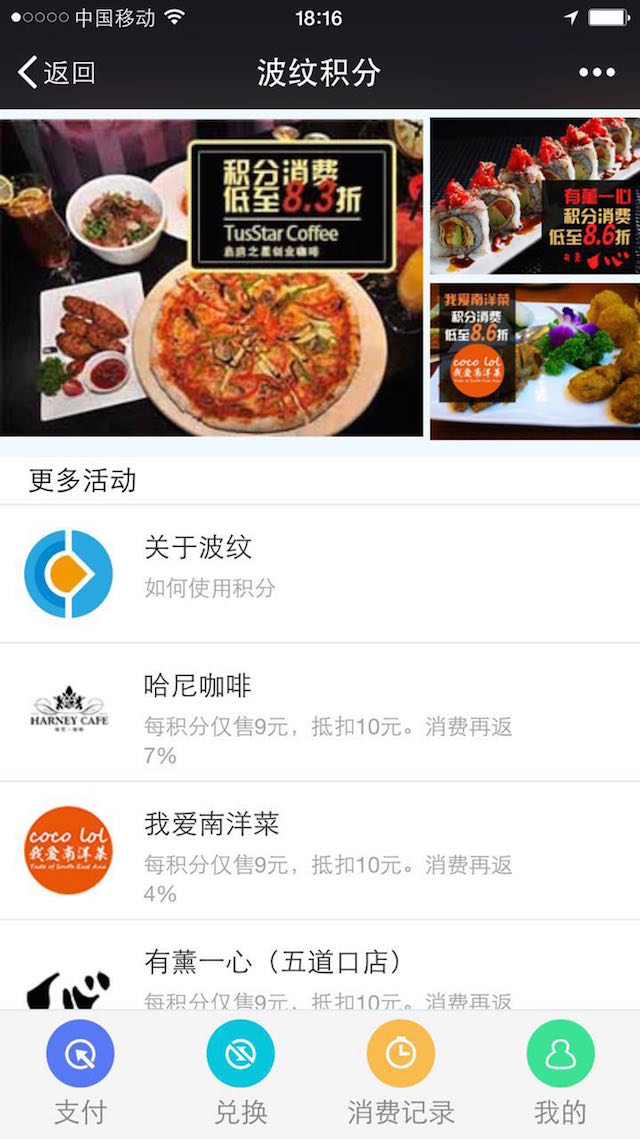 中国移动
18:16
返回
波纹积分
积分消费
低至8.3折
TusStar Coffee
启迪之星创业咖啡
有薰一心
积分消费
低至8.6折
我爱南洋菜
积分消费
低至8.6折
coco lol
我爱南洋菜
Taste of South East Asia
更多活动
关于波纹
如何使用积分
HARNEY CAFE
哈尼咖啡
每积分仅售9元，抵扣10元。消费再返
7%
coco lol
我爱南洋菜
Taste of South East Asia
我爱南洋菜
每积分仅售9元，抵扣10元。消费再返
4%
有薰一心（五道口店）
每积分仅售9元，抵扣10元。消费再返
支付
兑换
消费记录
我的